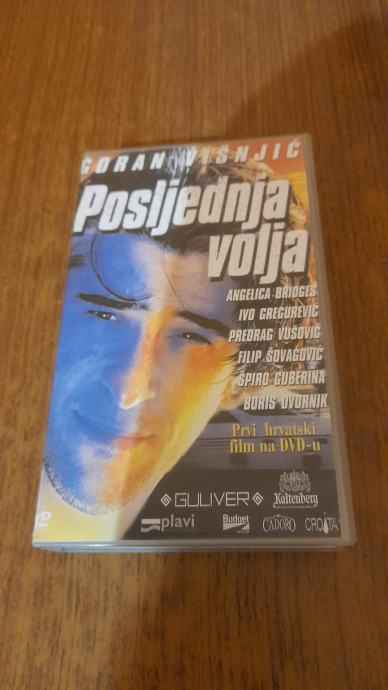 GORAN VIŠNJIĆ
Posljednja
volja
ANGELICA BRIDGES
IVO GREGUREVIĆ
PREDRAG VUŠOVIĆ
FILIP ŠOVAGOVIĆ
ŠPIRO GUBERINA
BORIS DVORNIK
Prvi hrvatski
film na DVD-u
GULIVER
Kaltenberg
plavi
Budget
CADORO
CROATA